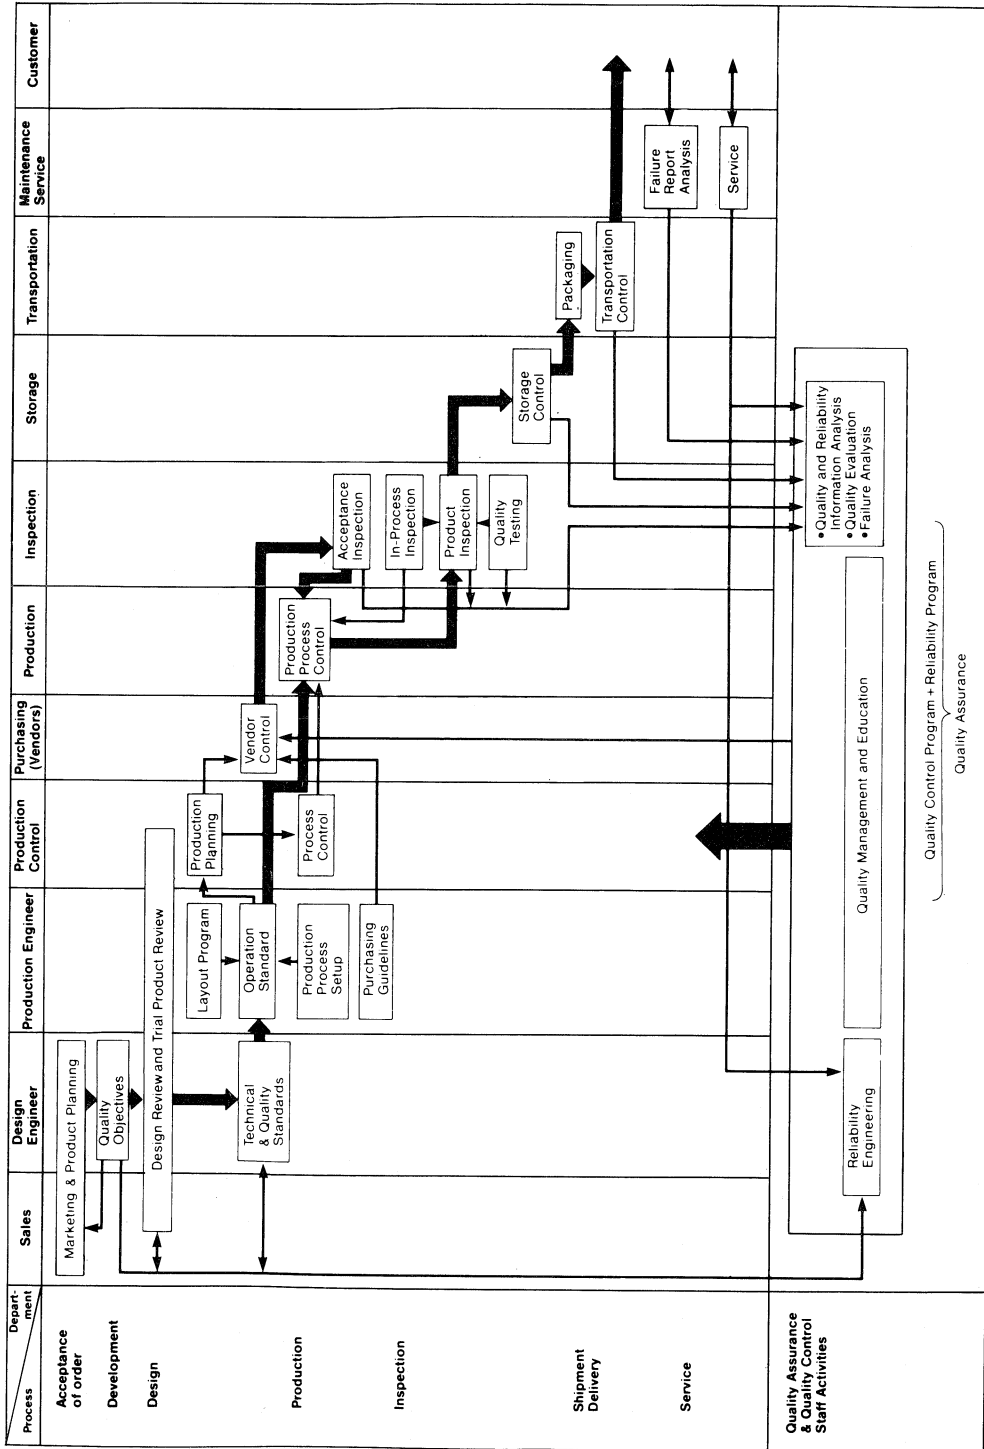 Process
Depart-
ment
Sales
Design
Engineer
Production Engineer
Production
Control
Purchasing
(Vendors)
Production
Inspection
Storage
Transportation
Maintenance
Service
Customer
Acceptance
of order
Development
Design
Production
Inspection
Shipment
Delivery
Service
Quality Assurance
& Quality Control
Staff Activities
Marketing & Product Planning
Quality
Objectives
Design Review and Trial Product Review
Technical
& Quality
Standards
Layout Program
Operation
Standard
Production
Process
Setup
Purchasing
Guidelines
Production
Planning
Process
Control
Vendor
Control
Production
Process
Control
Acceptance
Inspection
In-Process
Inspection
Product
Inspection
Quality
Testing
Storage
Control
Packaging
Transportation
Control
Failure
Report
Analysis
Service
Reliability
Engineering
Quality Management and Education
• Quality and Reliability
Information Analysis
• Quality Evaluation
• Failure Analysis
Quality Control Program + Reliability Program
Quality Assurance